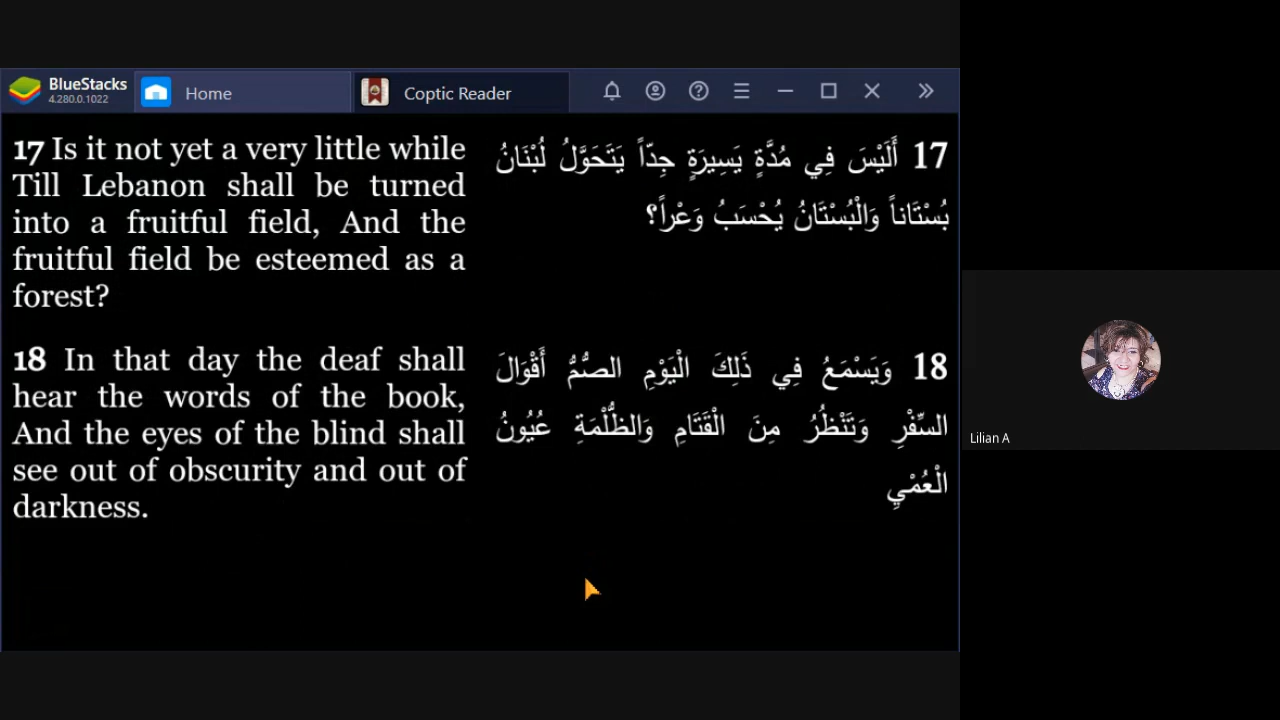 BlueStacks
4.280.0.1022
Home
Coptic Reader
17 Is it not yet a very little while
Till Lebanon shall be turned
into a fruitful field, And the
fruitful field be esteemed as a
forest?
17 أَلَيْسَ فِي مُدَّةٍ يَسِيرَةٍ جِدّاً يَتَحَوَّلُ لُبْنَانُ
بُسْتَاناً وَالْبُسْتَانُ يُحْسَبُ وَعْراً؟
18 In that day the deaf shall
hear the words of the book,
And the eyes of the blind shall
see out of obscurity and out of
darkness.
18 وَيَسْمَعُ فِي ذَلِكَ الْيَوْمِ الصُّمُّ أَقْوَالَ
السِّفْرِ وَتَنْظُرُ مِنَ الْقَتَامِ وَالظُّلْمَةِ عُيُونُ
الْعُمْيِ
Lilian A